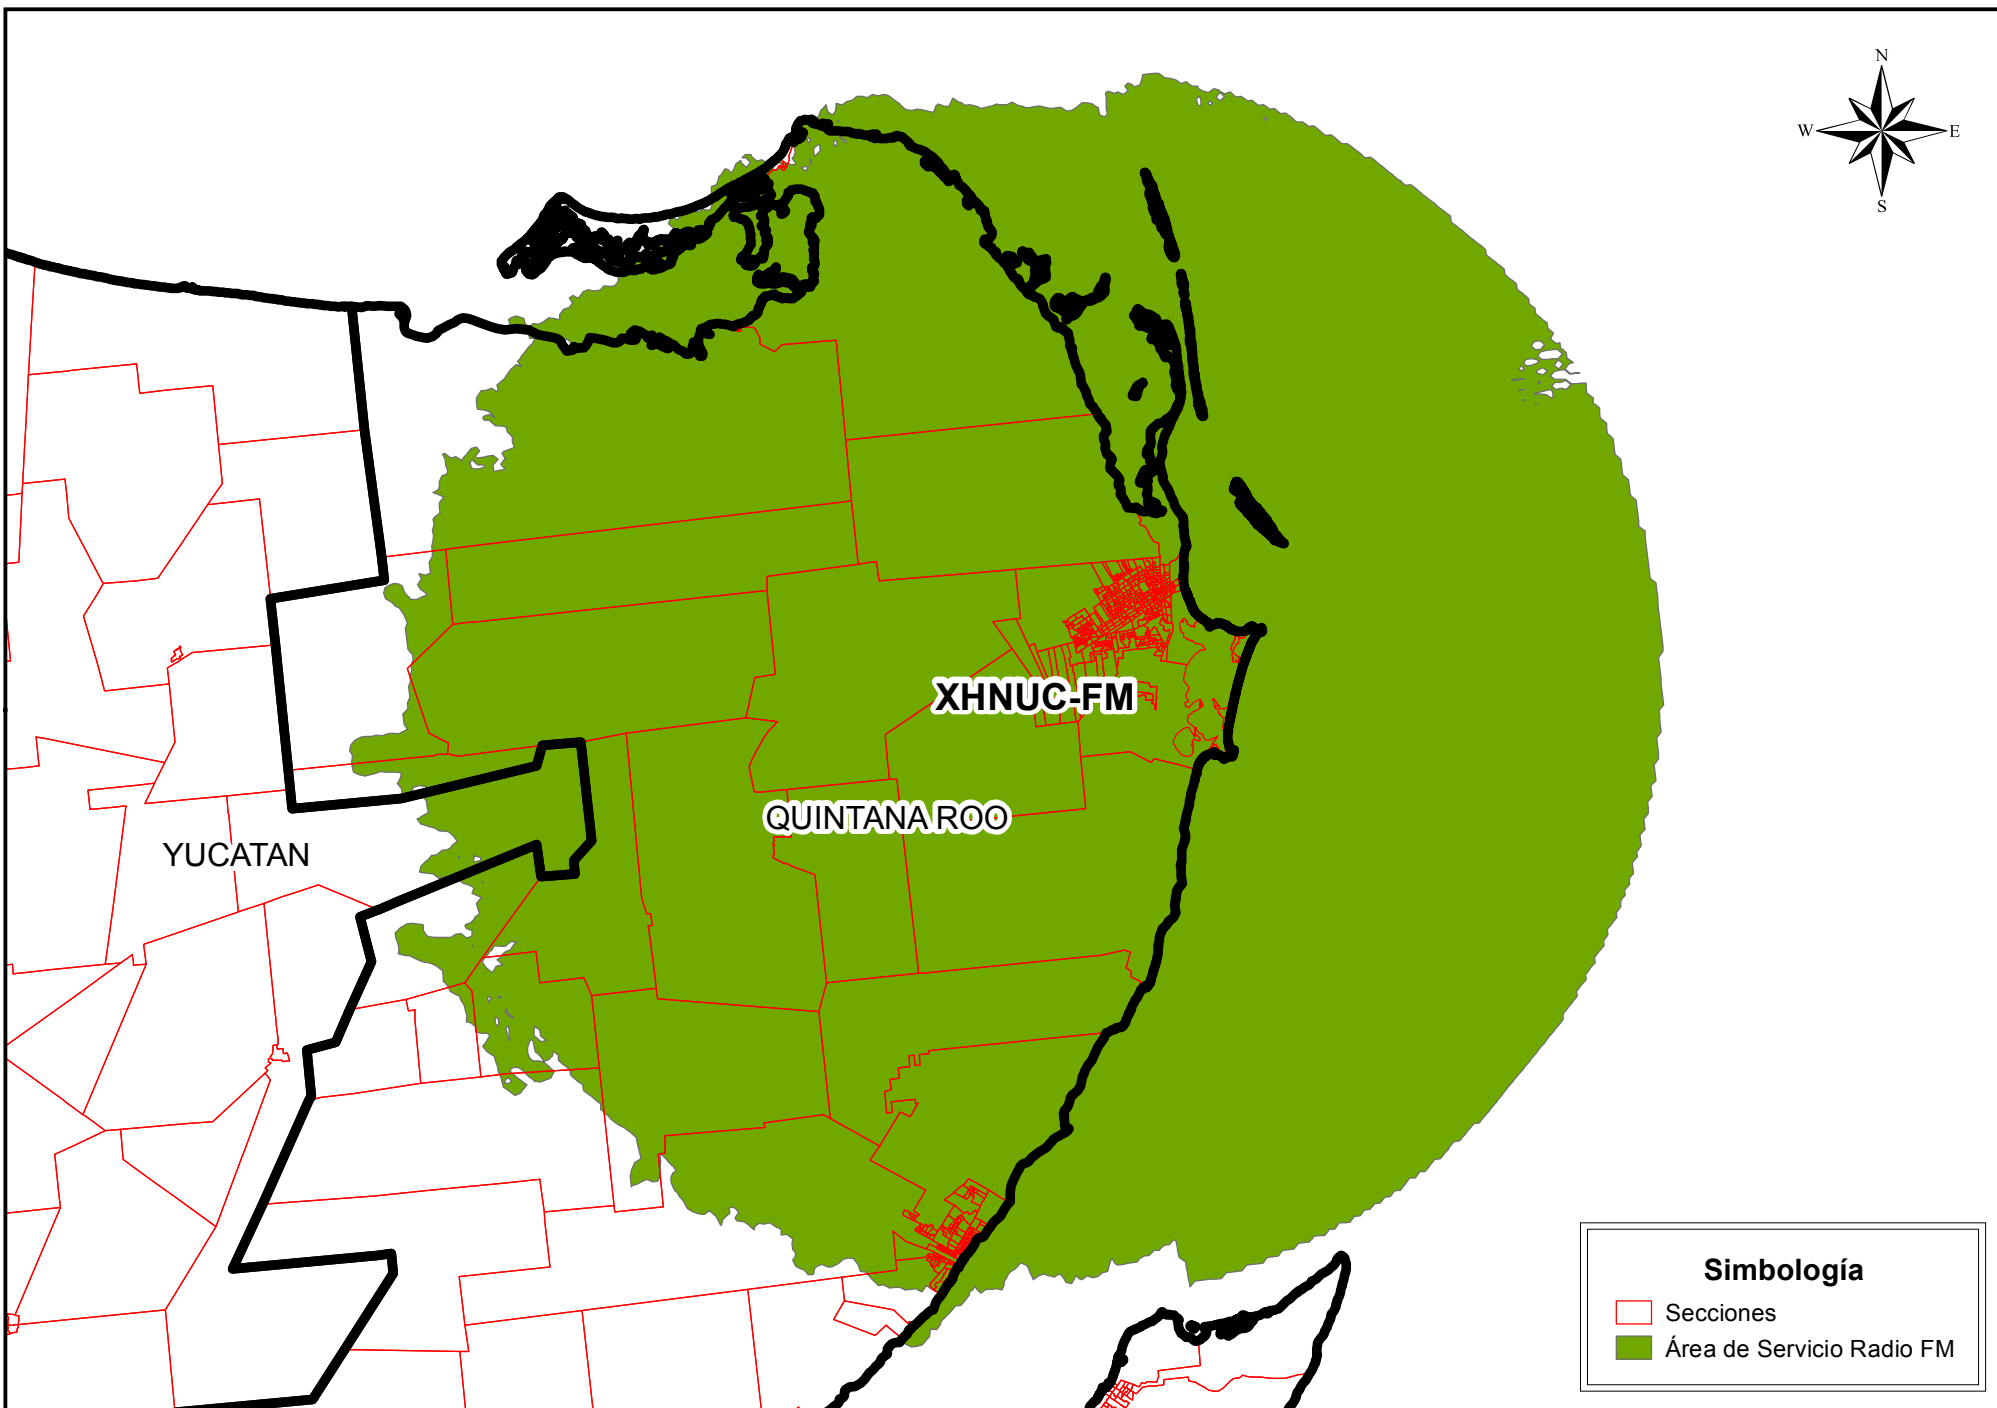 N
W
E
S
XHNUC-FM
QUINTANA ROO
YUCATAN
Simbología
Secciones
Área de Servicio Radio FM